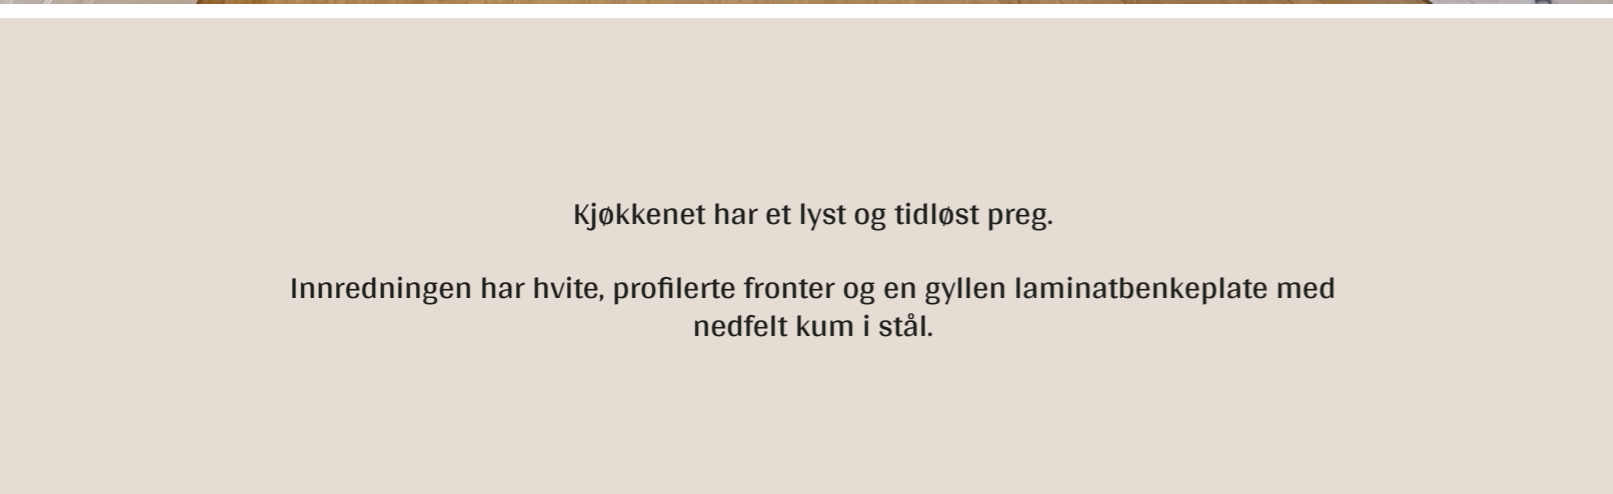 Kjøkkenet har et lyst og tidløst preg.
Innredningen har hvite, profilerte fronter og en gyllen laminatbenkeplate med
nedfelt kum i stål.